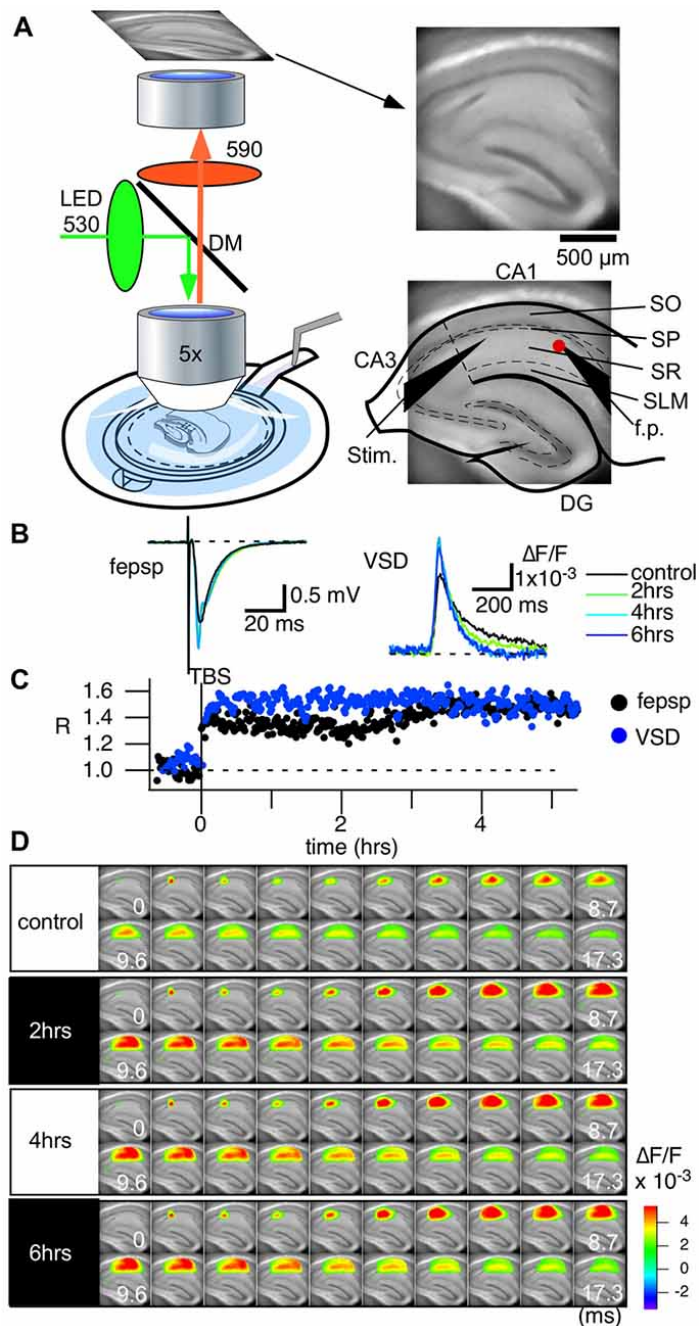 A
590
LED
530
DM
5x
500 µm
CA1
SO
SP
CA3
SR
SLM
Stim.
f.p.
DG
B
fepsp
0.5 mV
20 ms
VSD
ΔF/F
1x10-3
200 ms
control
2hrs
4hrs
6hrs
C
TBS
1.6
1.4
R
1.2
1.0
fepsp
VSD
0
2
4
time (hrs)
D
control
0
8.7
9.6
17.3
2hrs
0
8.7
9.6
17.3
4hrs
0
8.7
9.6
17.3
6hrs
0
8.7
9.6
17.3
(ms)
ΔF/F
x 10-3
4
2
0
-2